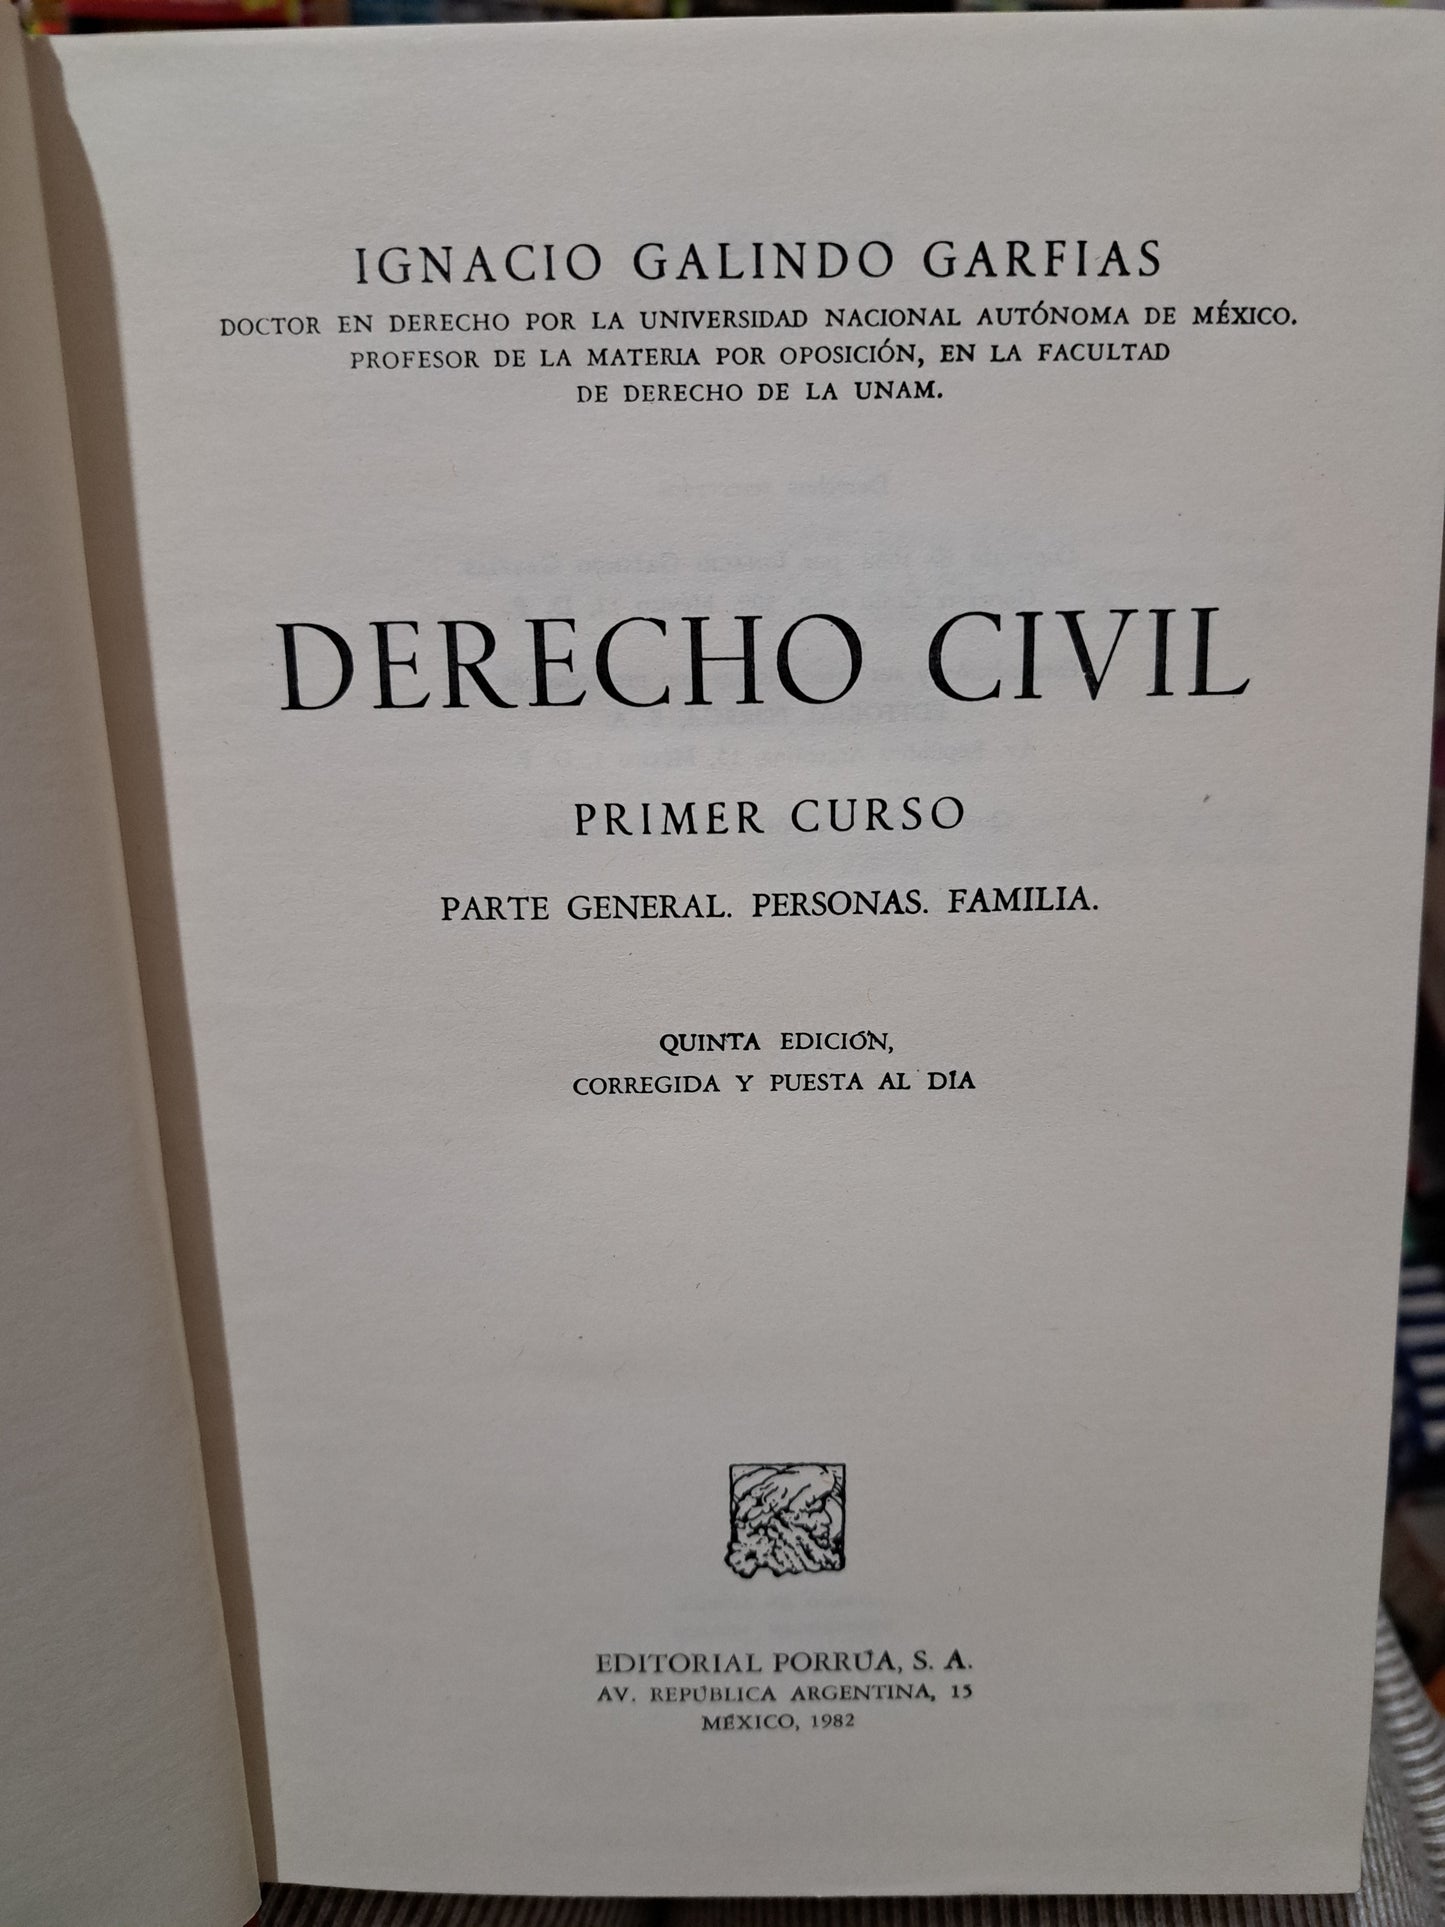 IGNACIO GALINDO GARFIAS
DOCTOR EN DERECHO POR LA UNIVERSIDAD NACIONAL AUTÓNOMA DE MÉXICO.
PROFESOR DE LA MATERIA POR OPOSICIÓN, EN LA FACULTAD
DE DERECHO DE LA UNAM.
DERECHO CIVIL
PRIMER CURSO
PARTE GENERAL. PERSONAS. FAMILIA.
QUINTA EDICIÓN,
CORREGIDA Y PUESTA AL DÍA
EDITORIAL PORRÚA, S. A.
AV. REPÚBLICA ARGENTINA, 15
MÉXICO, 1982